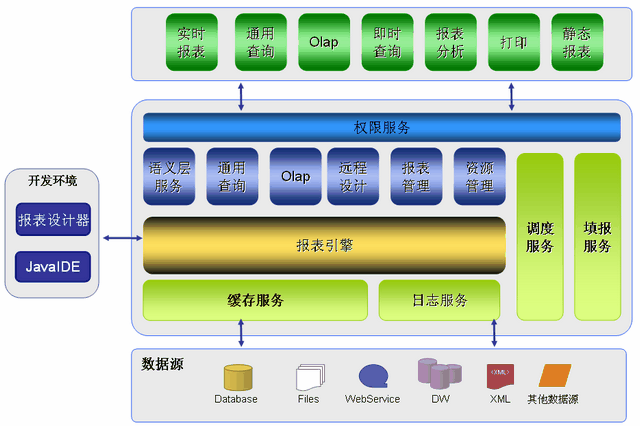 实时
报表
通用
查询
Olap
即时
查询
报表
分析
打印
静态
报表
权限服务
语义层
服务
通用
查询
Olap
远程
设计
报表
管理
资源
管理
调度
服务
填报
服务
开发环境
报表设计器
JavaIDE
报表引擎
缓存服务
日志服务
数据源
Database
Files
WebService
DW
<XML>
XML
其他数据源